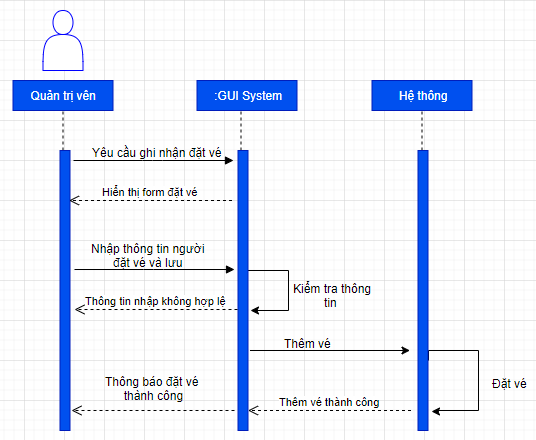 Quản trị vên
:GUI System
Hệ thông
Yêu cầu ghi nhận đặt vé
Hiển thị form đặt vé
Nhập thông tin người
đặt vé và lưu
Kiểm tra thông
tin
Thông tin nhập không hợp lệ
Thêm vé
Đặt vé
Thông báo đặt vé
thành công
Thêm vé thành công